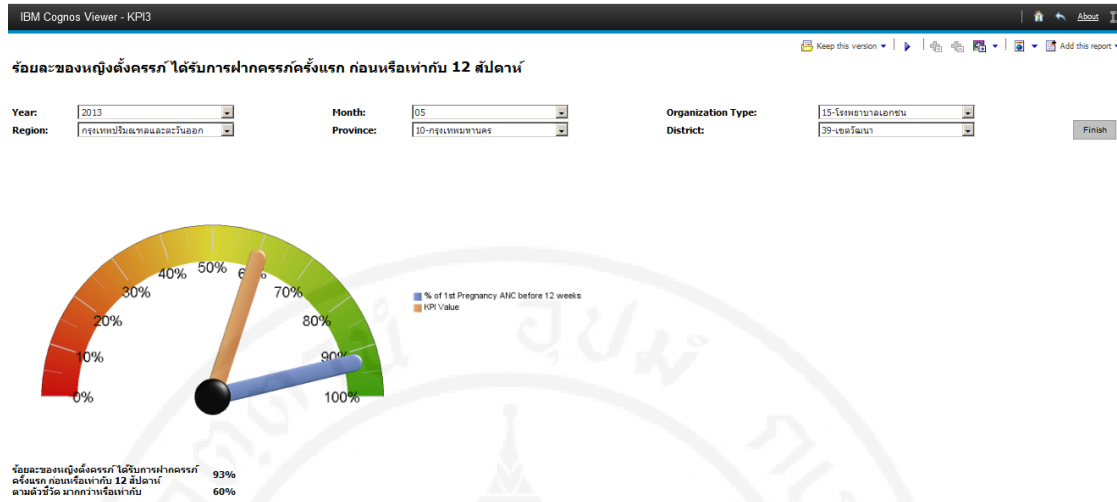 IBM Cognos Viewer - KPI3
About
Keep this version
Add this report
ร้อยละของหญิงตั้งครรภ์ ได้รับการฝากครรภ์ครั้งแรก ก่อนหรือเท่ากับ 12 สัปดาห์
Year: 2013 Month: 05 Organization Type: 15-โรงพยาบาลเอกชน
Region: กรุงเทพปริมณฑลและตะวันออก Province: 10-กรุงเทพมหานคร District: 39-เขตวัฒนา Finish
0%
10%
20%
30%
40%
50%
70%
80%
90%
100%
% of 1st Pregnancy ANC before 12 weeks
KPI Value
ร้อยละของหญิงตั้งครรภ์ ได้รับการฝากครรภ์
ครั้งแรก ก่อนหรือเท่ากับ 12 สัปดาห์ 93%
ตามตัวชี้วัด มากกว่าหรือเท่ากับ 60%